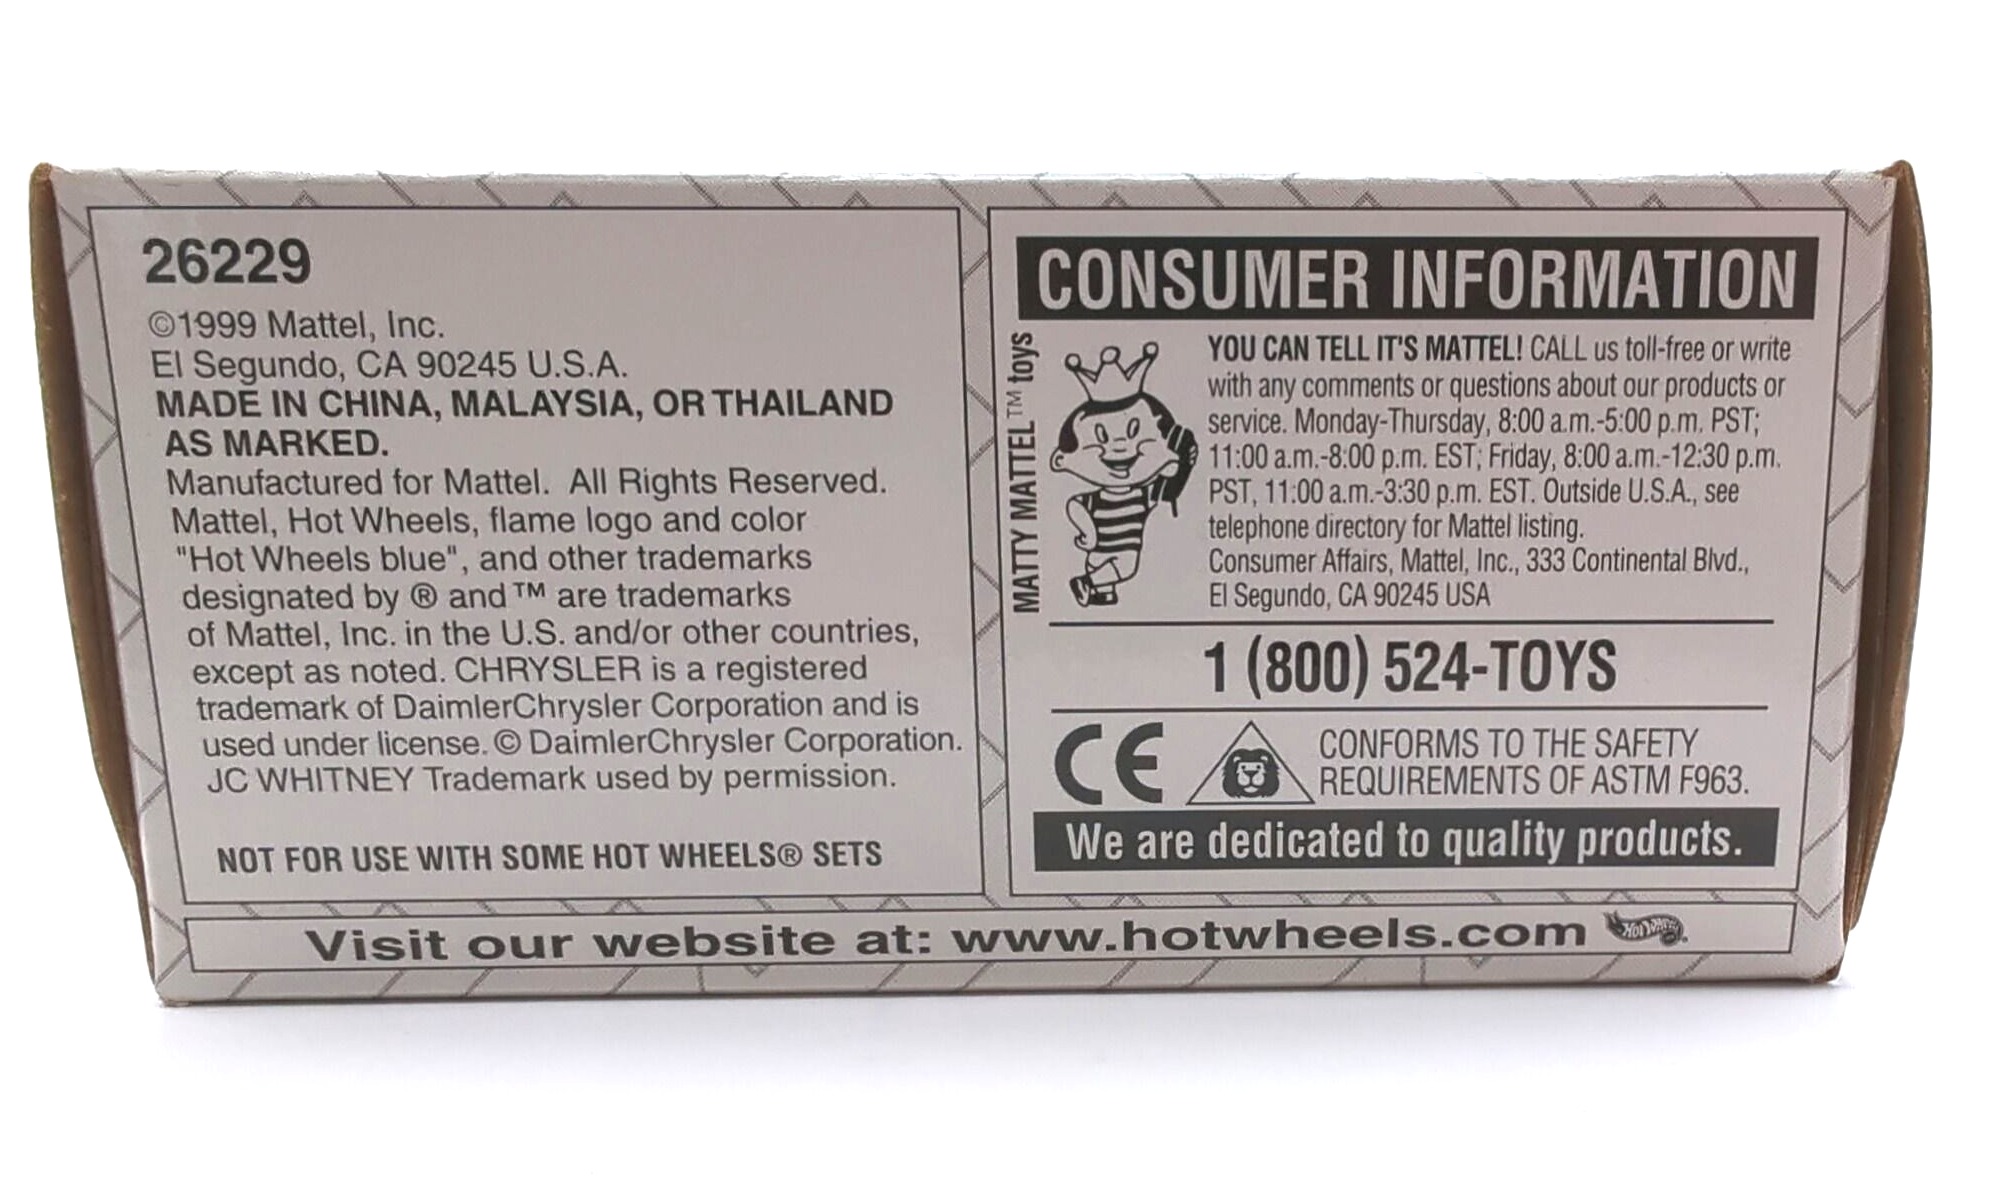 26229
©1999 Mattel, Inc.
El Segundo, CA 90245 U.S.A.
MADE IN CHINA, MALAYSIA, OR THAILAND
AS MARKED.
Manufactured for Mattel. All Rights Reserved.
Mattel, Hot Wheels, flame logo and color
"Hot Wheels blue", and other trademarks
designated by ® and ™ are trademarks
of Mattel, Inc. in the U.S. and/or other countries,
except as noted. CHRYSLER is a registered
trademark of DaimlerChrysler Corporation and is
used under license. © DaimlerChrysler Corporation.
JC WHITNEY Trademark used by permission.
NOT FOR USE WITH SOME HOT WHEELS® SETS
CONSUMER INFORMATION
MATTY MATTEL™ toys
YOU CAN TELL IT'S MATTEL! CALL us toll-free or write
with any comments or questions about our products or
service. Monday-Thursday, 8:00 a.m.-5:00 p.m. PST;
11:00 a.m.-8:00 p.m. EST; Friday, 8:00 a.m.-12:30 p.m.
PST, 11:00 a.m.-3:30 p.m. EST. Outside U.S.A., see
telephone directory for Mattel listing.
Consumer Affairs, Mattel, Inc., 333 Continental Blvd.,
El Segundo, CA 90245 USA
1 (800) 524-TOYS
CE
CONFORMS TO THE SAFETY
REQUIREMENTS OF ASTM F963.
We are dedicated to quality products.
Visit our website at: www.hotwheels.com
Hot Wheels®